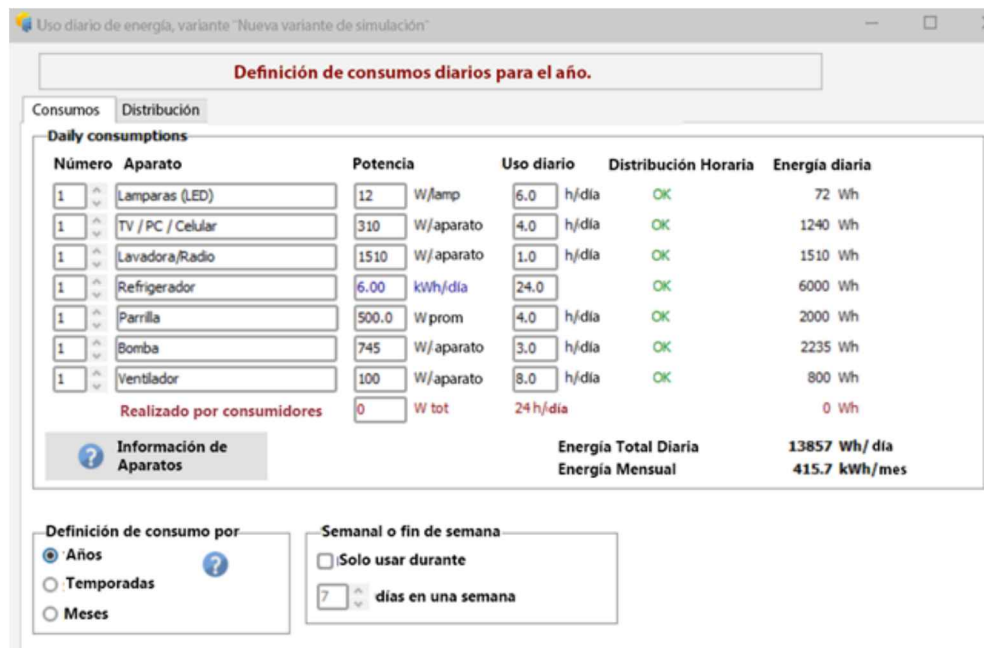 Uso diario de energía, variante "Nueva variante de simulación"
Definición de consumos diarios para el año.
Consumos Distribución
Daily consumptions
Número Aparato Potencia Uso diario Distribución Horaria Energía diaria
1 Lamparas (LED) 12 W/lamp 6.0 h/día OK 72 Wh
1 TV / PC / Celular 310 W/aparato 4.0 h/día OK 1240 Wh
1 Lavadora/Radio 1510 W/aparato 1.0 h/día OK 1510 Wh
1 Refrigerador 6.00 kWh/día 24.0 OK 6000 Wh
1 Parrilla 500.0 W prom 4.0 h/día OK 2000 Wh
1 Bomba 745 W/aparato 3.0 h/día OK 2235 Wh
1 Ventilador 100 W/aparato 8.0 h/día OK 800 Wh
Realizado por consumidores 0 W tot 24 h/día 0 Wh
Información de Aparatos
Energía Total Diaria 13857 Wh/ día
Energía Mensual 415.7 kWh/mes
Definición de consumo por
Años
Temporadas
Meses
Semanal o fin de semana
Solo usar durante
7 días en una semana